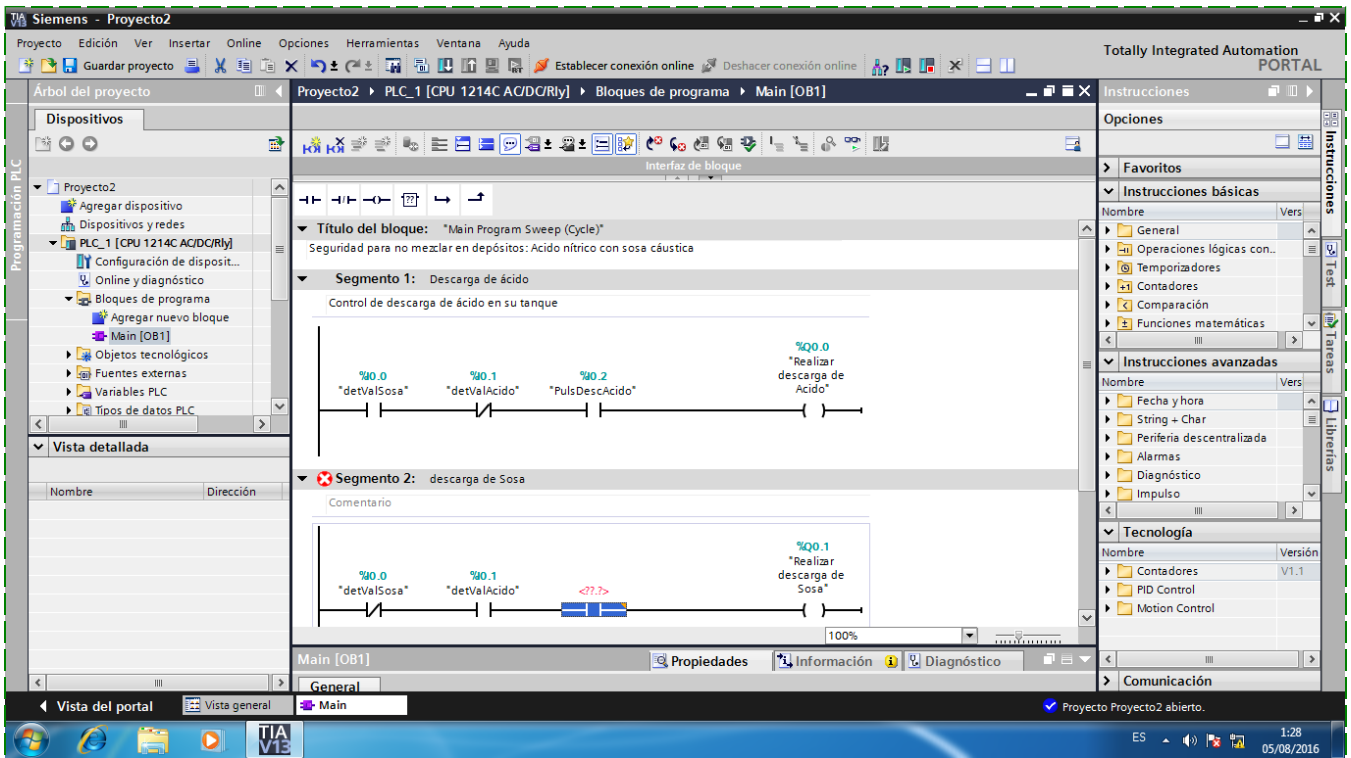 TIA V13 Siemens - Proyecto2
Proyecto Edición Ver Insertar Online Opciones Herramientas Ventana Ayuda
Totally Integrated Automation
PORTAL
Guardar proyecto
Establecer conexión online
Deshacer conexión online
Árbol del proyecto
Dispositivos
Programación PLC
Proyecto2
Agregar dispositivo
Dispositivos y redes
PLC_1 [CPU 1214C AC/DC/Rly]
Configuración de disposit...
Online y diagnóstico
Bloques de programa
Agregar nuevo bloque
Main [OB1]
Objetos tecnológicos
Fuentes externas
Variables PLC
Tipos de datos PLC
Vista detallada
Nombre Dirección
Proyecto2 PLC_1 [CPU 1214C AC/DC/Rly] Bloques de programa Main [OB1]
Interfaz de bloque
Título del bloque: "Main Program Sweep (Cycle)"
Seguridad para no mezclar en depósitos: Acido nítrico con sosa cáustica
Segmento 1: Descarga de ácido
Control de descarga de ácido en su tanque
%I0.0
"detValSosa"
%I0.1
"detValAcido"
%I0.2
"PulsDescAcido"
%Q0.0
"Realizar
descarga de
Acido"
Segmento 2: descarga de Sosa
Comentario
%I0.0
"detValSosa"
%I0.1
"detValAcido"
<??.?>
%Q0.1
"Realizar
descarga de
Sosa"
100%
Main [OB1]
Propiedades
Información
Diagnóstico
General
Instrucciones
Opciones
Favoritos
Instrucciones básicas
Nombre Vers
General
Operaciones lógicas con..
Temporizadores
Contadores
Comparación
Funciones matemáticas
Instrucciones avanzadas
Nombre Vers
Fecha y hora
String + Char
Periferia descentralizada
Alarmas
Diagnóstico
Impulso
Tecnología
Nombre Versión
Contadores V1.1
PID Control
Motion Control
Comunicación
Instrucciones
Test
Tareas
Librerías
Vista del portal
Vista general
Main
Proyecto Proyecto2 abierto.
TIA
V13
ES
1:28
05/08/2016